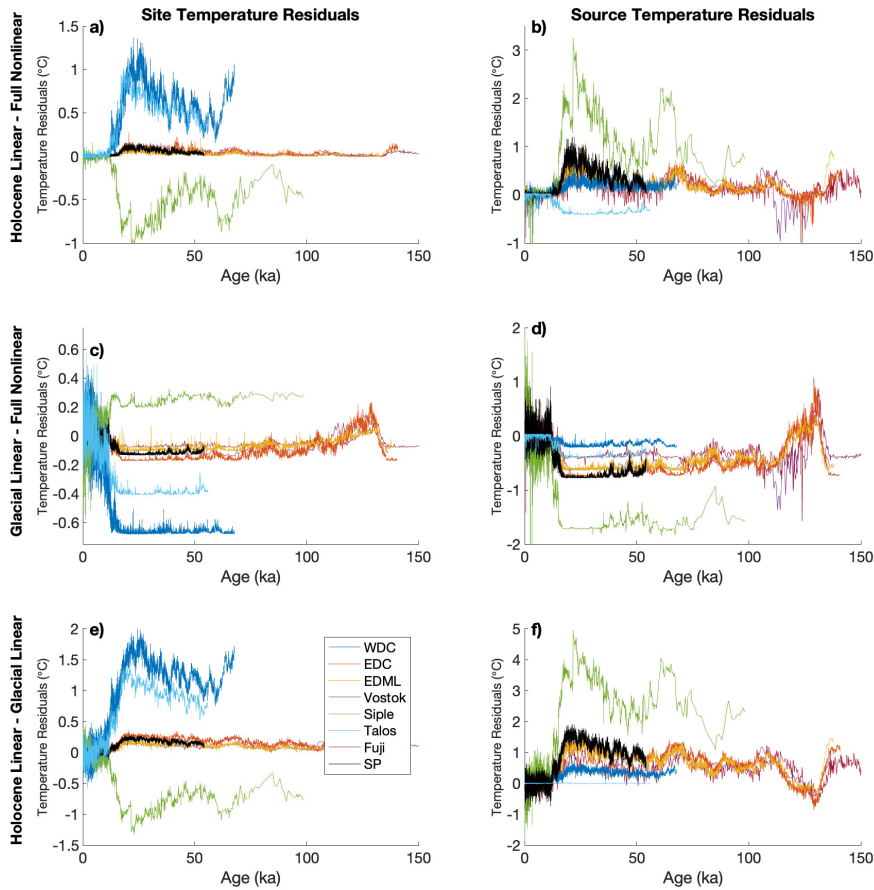 Site Temperature Residuals
Source Temperature Residuals
Holocene Linear - Full Nonlinear
a)
Temperature Residuals (°C)
1.5
1
0.5
0
-0.5
-1
0 50 100 150
Age (ka)
b)
Temperature Residuals (°C)
3
2
1
0
-1
0 50 100 150
Age (ka)
Glacial Linear - Full Nonlinear
c)
Temperature Residuals (°C)
0.6
0.4
0.2
0
-0.2
-0.4
-0.6
0 50 100 150
Age (ka)
d)
Temperature Residuals (°C)
2
1
0
-1
-2
0 50 100 150
Age (ka)
Holocene Linear - Glacial Linear
e)
Temperature Residuals (°C)
2
1.5
1
0.5
0
-0.5
-1
-1.5
0 50 100 150
Age (ka)
WDC
EDC
EDML
Vostok
Siple
Talos
Fuji
SP
f)
Temperature Residuals (°C)
5
4
3
2
1
0
-1
-2
0 50 100 150
Age (ka)